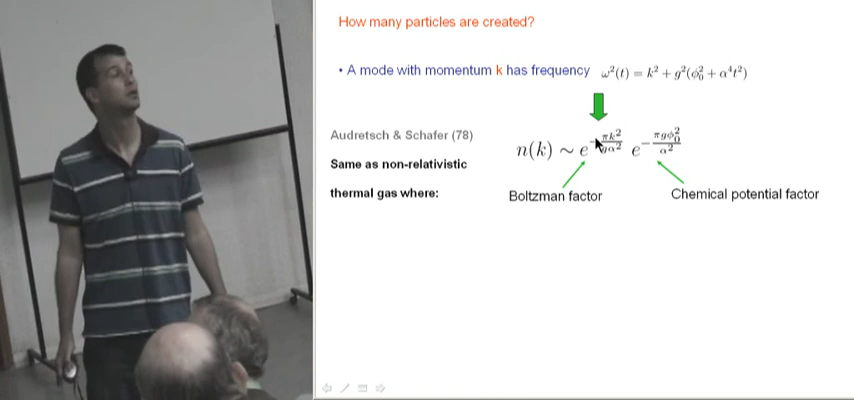 How many particles are created?
• A mode with momentum k has frequency ω²(t) = k² + g²(ϕ₀² + α⁴t²)
Audretsch & Schafer (78)
n(k) ~ e^{-πk²/gα²} e^{-πgϕ₀²/α²}
Same as non-relativistic
thermal gas where:
Boltzman factor
Chemical potential factor